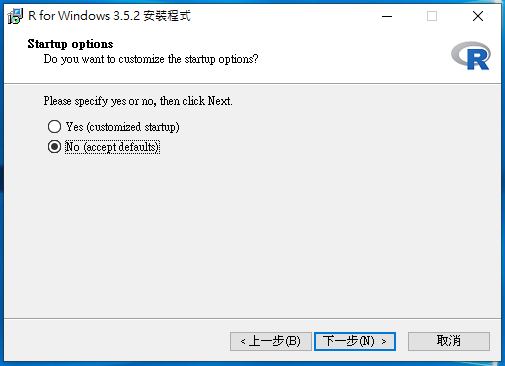 R for Windows 3.5.2 安裝程式
Startup options
Do you want to customize the startup options?
R
Please specify yes or no, then click Next.
Yes (customized startup)
No (accept defaults)
< 上一步(B)
下一步(N) >
取消